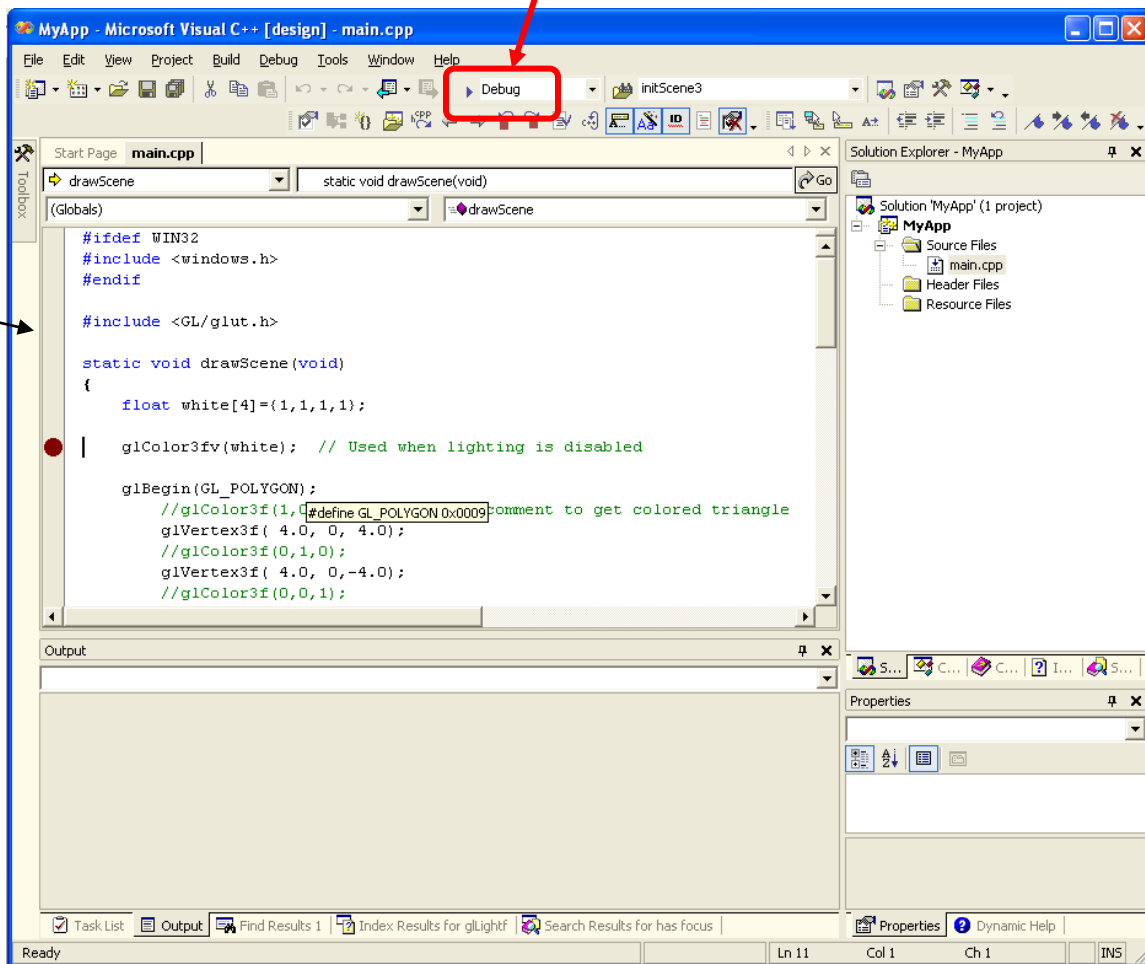 MyApp - Microsoft Visual C++ [design] - main.cpp
File Edit View Project Build Debug Tools Window Help
Debug initScene3
Start Page main.cpp Solution Explorer - MyApp
Toolbox
drawScene static void drawScene(void) Go
(Globals) drawScene
Solution 'MyApp' (1 project)
MyApp
Source Files
main.cpp
Header Files
Resource Files
#ifdef WIN32
#include <windows.h>
#endif
#include <GL/glut.h>
static void drawScene(void)
{
float white[4]={1,1,1,1};
glColor3fv(white); // Used when lighting is disabled
glBegin(GL_POLYGON);
//glColor3f(1,0 #define GL_POLYGON 0x0009 comment to get colored triangle
glVertex3f( 4.0, 0, 4.0);
//glColor3f(0,1,0);
glVertex3f( 4.0, 0,-4.0);
//glColor3f(0,0,1);
Output
S... C... C... I... S...
Properties
Task List Output Find Results 1 Index Results for glLightf Search Results for has focus
Properties Dynamic Help
Ready Ln 11 Col 1 Ch 1 INS